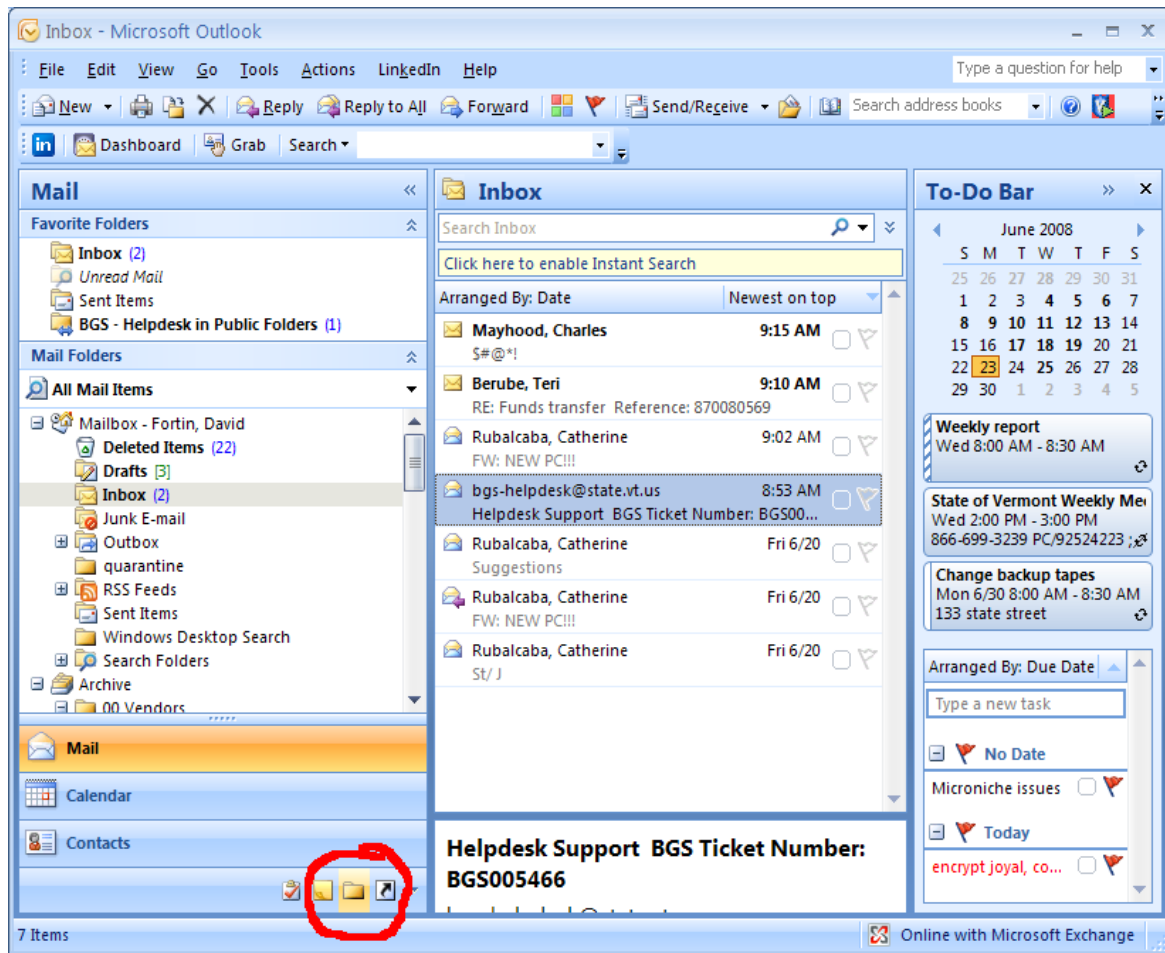 Inbox - Microsoft Outlook
File Edit View Go Tools Actions LinkedIn Help
Type a question for help
New Reply Reply to All Forward Send/Receive Search address books
in Dashboard Grab Search
Mail
Favorite Folders
Inbox (2)
Unread Mail
Sent Items
BGS - Helpdesk in Public Folders (1)
Mail Folders
All Mail Items
Mailbox - Fortin, David
Deleted Items (22)
Drafts [3]
Inbox (2)
Junk E-mail
Outbox
quarantine
RSS Feeds
Sent Items
Windows Desktop Search
Search Folders
Archive
00 Vendors
Mail
Calendar
Contacts
Inbox
Search Inbox
Click here to enable Instant Search
Arranged By: Date Newest on top
Mayhood, Charles 9:15 AM
$#@*!
Berube, Teri 9:10 AM
RE: Funds transfer Reference: 870080569
Rubalcaba, Catherine 9:02 AM
FW: NEW PC!!!
bgs-helpdesk@state.vt.us 8:53 AM
Helpdesk Support BGS Ticket Number: BGS00...
Rubalcaba, Catherine Fri 6/20
Suggestions
Rubalcaba, Catherine Fri 6/20
FW: NEW PC!!!
Rubalcaba, Catherine Fri 6/20
St/ J
Helpdesk Support BGS Ticket Number:
BGS005466
To-Do Bar
June 2008
S M T W T F S
25 26 27 28 29 30 31
1 2 3 4 5 6 7
8 9 10 11 12 13 14
15 16 17 18 19 20 21
22 23 24 25 26 27 28
29 30 1 2 3 4 5
Weekly report
Wed 8:00 AM - 8:30 AM
State of Vermont Weekly Mee
Wed 2:00 PM - 3:00 PM
866-699-3239 PC/92524223 ;
Change backup tapes
Mon 6/30 8:00 AM - 8:30 AM
133 state street
Arranged By: Due Date
Type a new task
No Date
Microniche issues
Today
encrypt joyal, co...
7 Items
Online with Microsoft Exchange